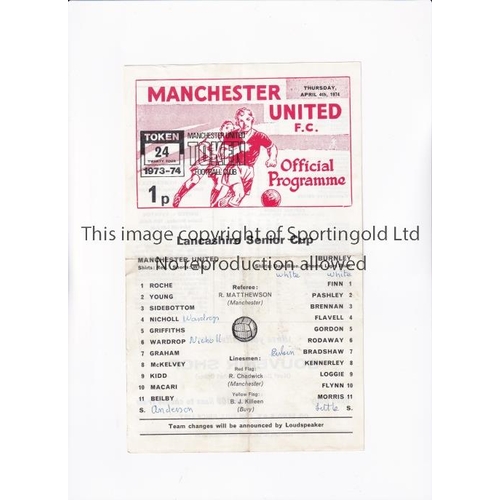 THURSDAY,
APRIL 4th, 1974
MANCHESTER
UNITED
F.C.
TOKEN
24
TWENTY FOUR
1973-74
MANCHESTER UNITED
TOKEN
FOOTBALL CLUB
Official
Programme
1p
This image copyright of Sportingold Ltd
Lancashire Senior Cup
No reproduction allowed
MANCHESTER UNITED BURNLEY
White White
1 ROCHE Referee: FINN 1
2 YOUNG R. MATTHEWSON PASHLEY 2
3 SIDEBOTTOM (Manchester) BRENNAN 3
4 NICHOLL Wardrop FLAVELL 4
5 GRIFFITHS GORDON 5
6 WARDROP Nicholl RODAWAY 6
7 GRAHAM Linesmen: BRADSHAW 7
8 McKELVEY Red Flag: KENNERLEY 8
9 KIDD R. Chadwick LOGGIE 9
10 MACARI (Manchester) FLYNN 10
11 BEILBY Yellow Flag: MORRIS 11
S. Anderson B. J. Killeen Little S.
(Bury)
Team changes will be announced by Loudspeaker